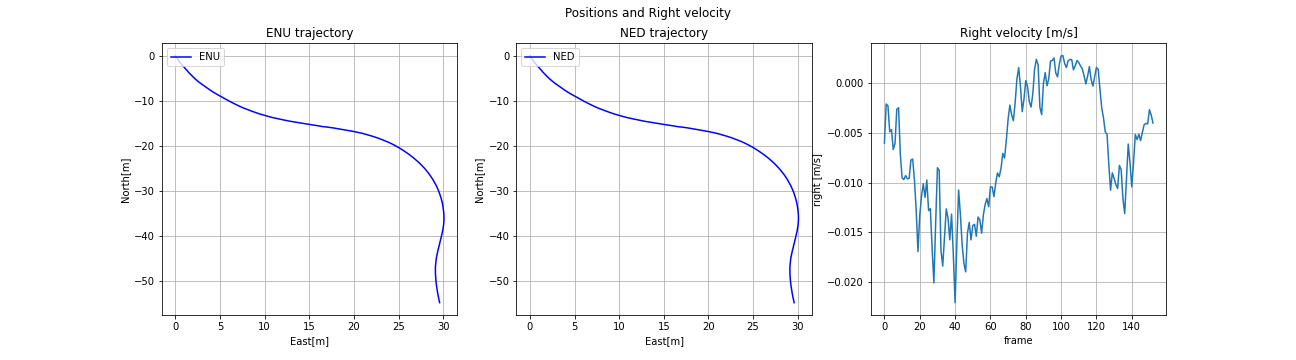 Positions and Right velocity
ENU trajectory
ENU
0
−10
−20
−30
−40
−50
North[m]
0 5 10 15 20 25 30
East[m]
NED trajectory
NED
0
−10
−20
−30
−40
−50
North[m]
0 5 10 15 20 25 30
East[m]
Right velocity [m/s]
0.000
−0.005
−0.010
−0.015
−0.020
right [m/s]
0 20 40 60 80 100 120 140
frame